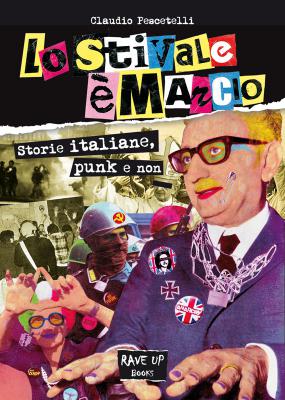 Claudio Pescetelli
Lo Stivale
è Marcio
Storie italiane,
punk e non
RAVE UP
BOOKS